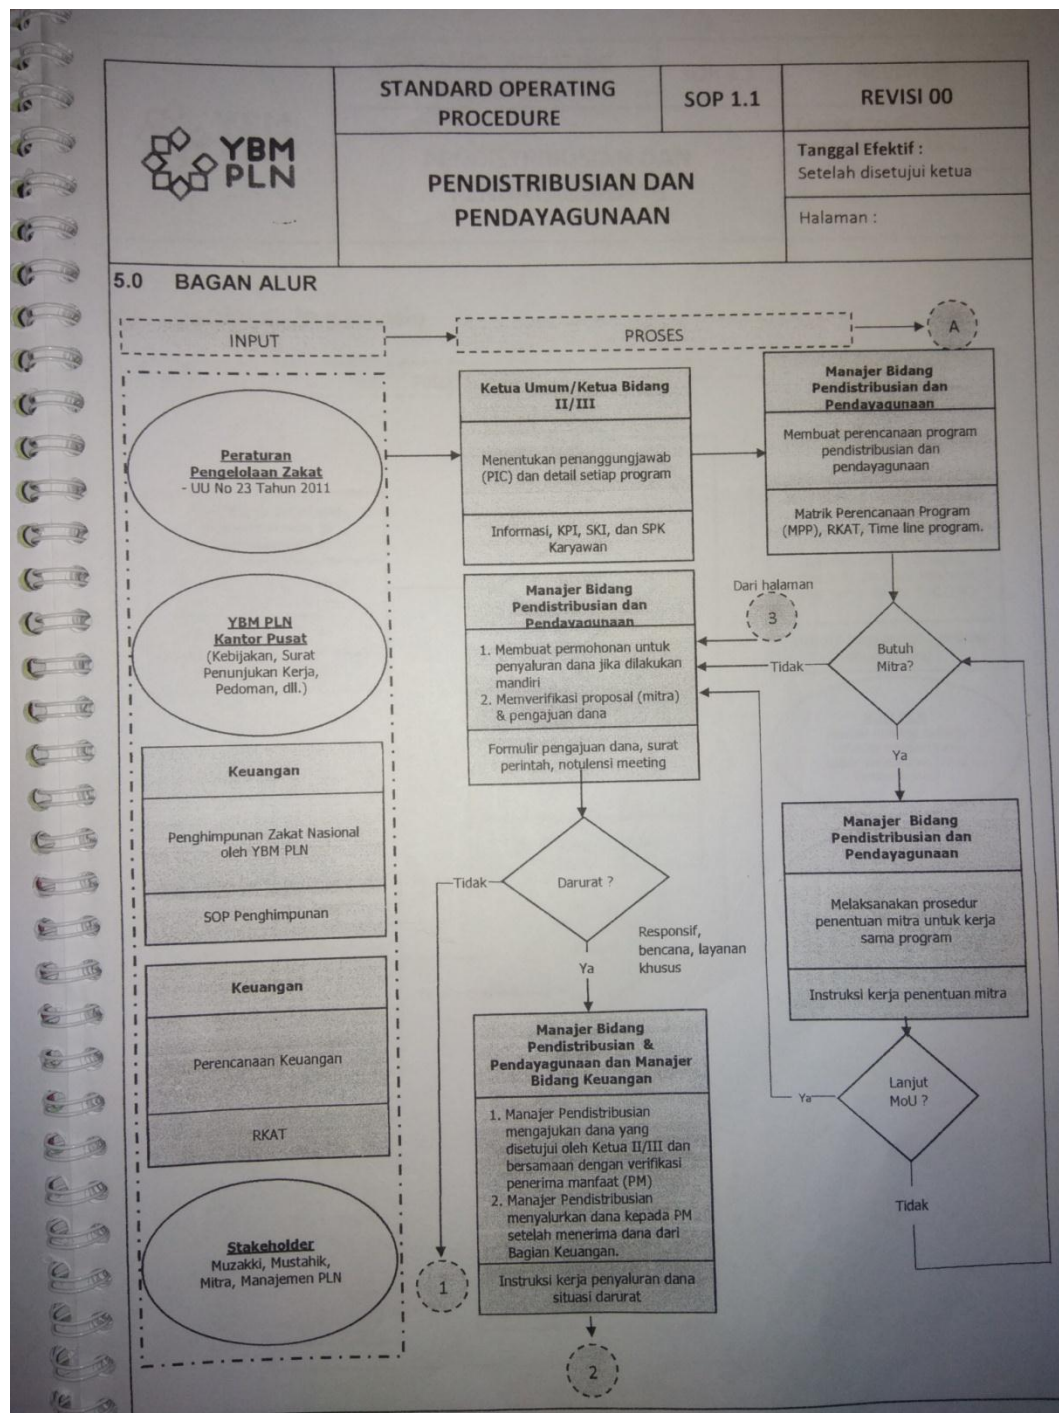 YBM
PLN
STANDARD OPERATING
PROCEDURE
SOP 1.1
REVISI 00
PENDISTRIBUSIAN DAN
PENDAYAGUNAAN
Tanggal Efektif :
Setelah disetujui ketua
Halaman :
5.0 BAGAN ALUR
INPUT
PROSES
A
Peraturan
Pengelolaan Zakat
- UU No 23 Tahun 2011
YBM PLN
Kantor Pusat
(Kebijakan, Surat
Penunjukan Kerja,
Pedoman, dll.)
Keuangan
Penghimpunan Zakat Nasional
oleh YBM PLN
SOP Penghimpunan
Keuangan
Perencanaan Keuangan
RKAT
Stakeholder
Muzakki, Mustahik,
Mitra, Manajemen PLN
Ketua Umum/Ketua Bidang
II/III
Menentukan penanggungjawab
(PIC) dan detail setiap program
Informasi, KPI, SKI, dan SPK
Karyawan
Manajer Bidang
Pendistribusian dan
Pendayagunaan
Membuat perencanaan program
pendistribusian dan
pendayagunaan
Matrik Perencanaan Program
(MPP), RKAT, Time line program.
Butuh
Mitra?
Tidak
Ya
Dari halaman
3
Manajer Bidang
Pendistribusian dan
Pendayagunaan
1. Membuat permohonan untuk
penyaluran dana jika dilakukan
mandiri
2. Memverifikasi proposal (mitra)
& pengajuan dana
Formulir pengajuan dana, surat
perintah, notulensi meeting
Manajer Bidang
Pendistribusian dan
Pendayagunaan
Melaksanakan prosedur
penentuan mitra untuk kerja
sama program
Instruksi kerja penentuan mitra
Lanjut
MoU ?
Ya
Tidak
Darurat ?
Tidak
Ya
Responsif,
bencana, layanan
khusus
Manajer Bidang
Pendistribusian &
Pendayagunaan dan Manajer
Bidang Keuangan
1. Manajer Pendistribusian
mengajukan dana yang
disetujui oleh Ketua II/III dan
bersamaan dengan verifikasi
penerima manfaat (PM)
2. Manajer Pendistribusian
menyalurkan dana kepada PM
setelah menerima dana dari
Bagian Keuangan.
Instruksi kerja penyaluran dana
situasi darurat
1
2